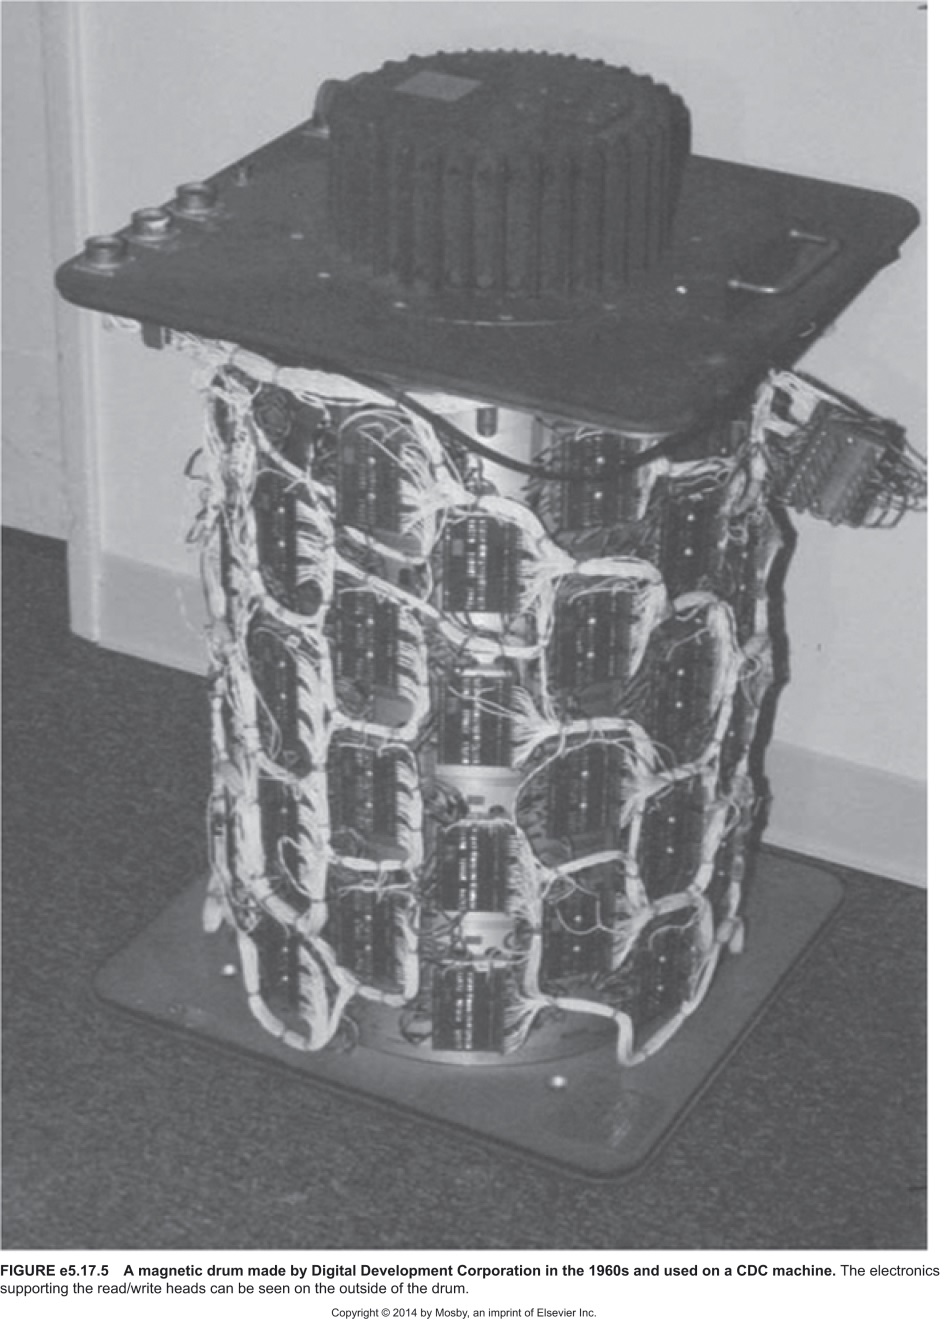 FIGURE e5.17.5 A magnetic drum made by Digital Development Corporation in the 1960s and used on a CDC machine. The electronics
supporting the read/write heads can be seen on the outside of the drum.
Copyright © 2014 by Mosby, an imprint of Elsevier Inc.